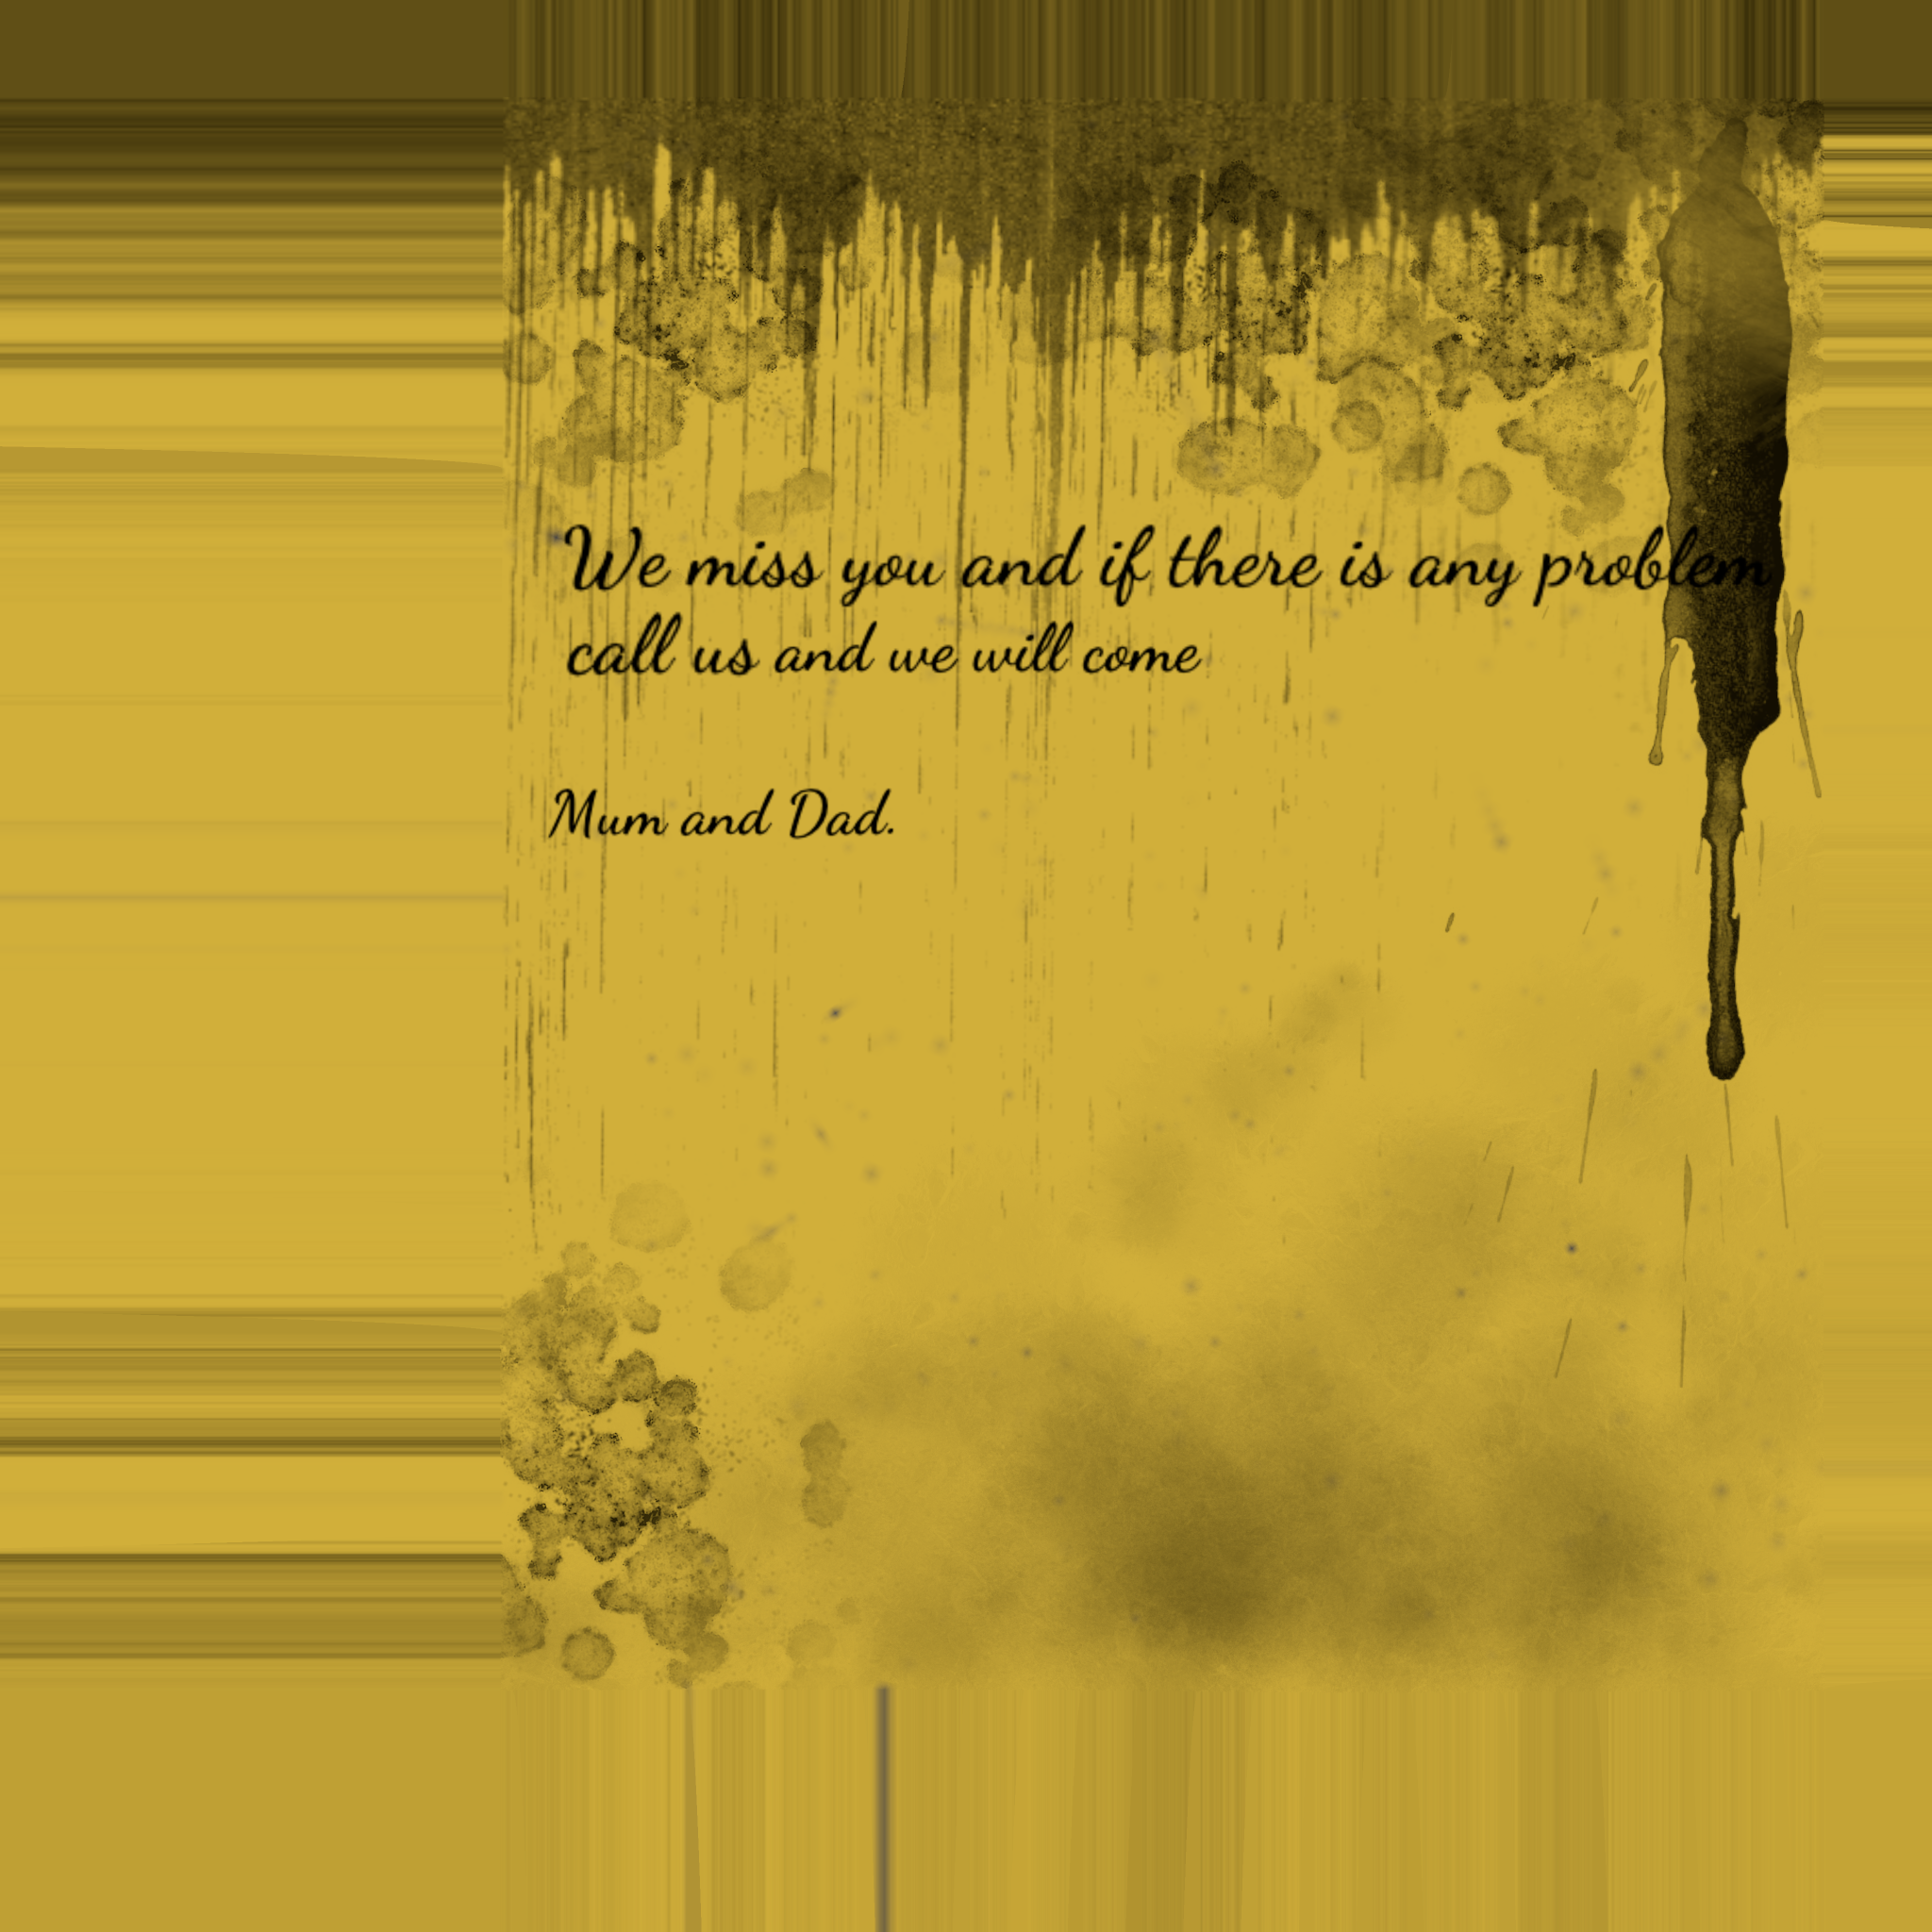 We miss you and if there is any problem
call us and we will come
Mum and Dad.